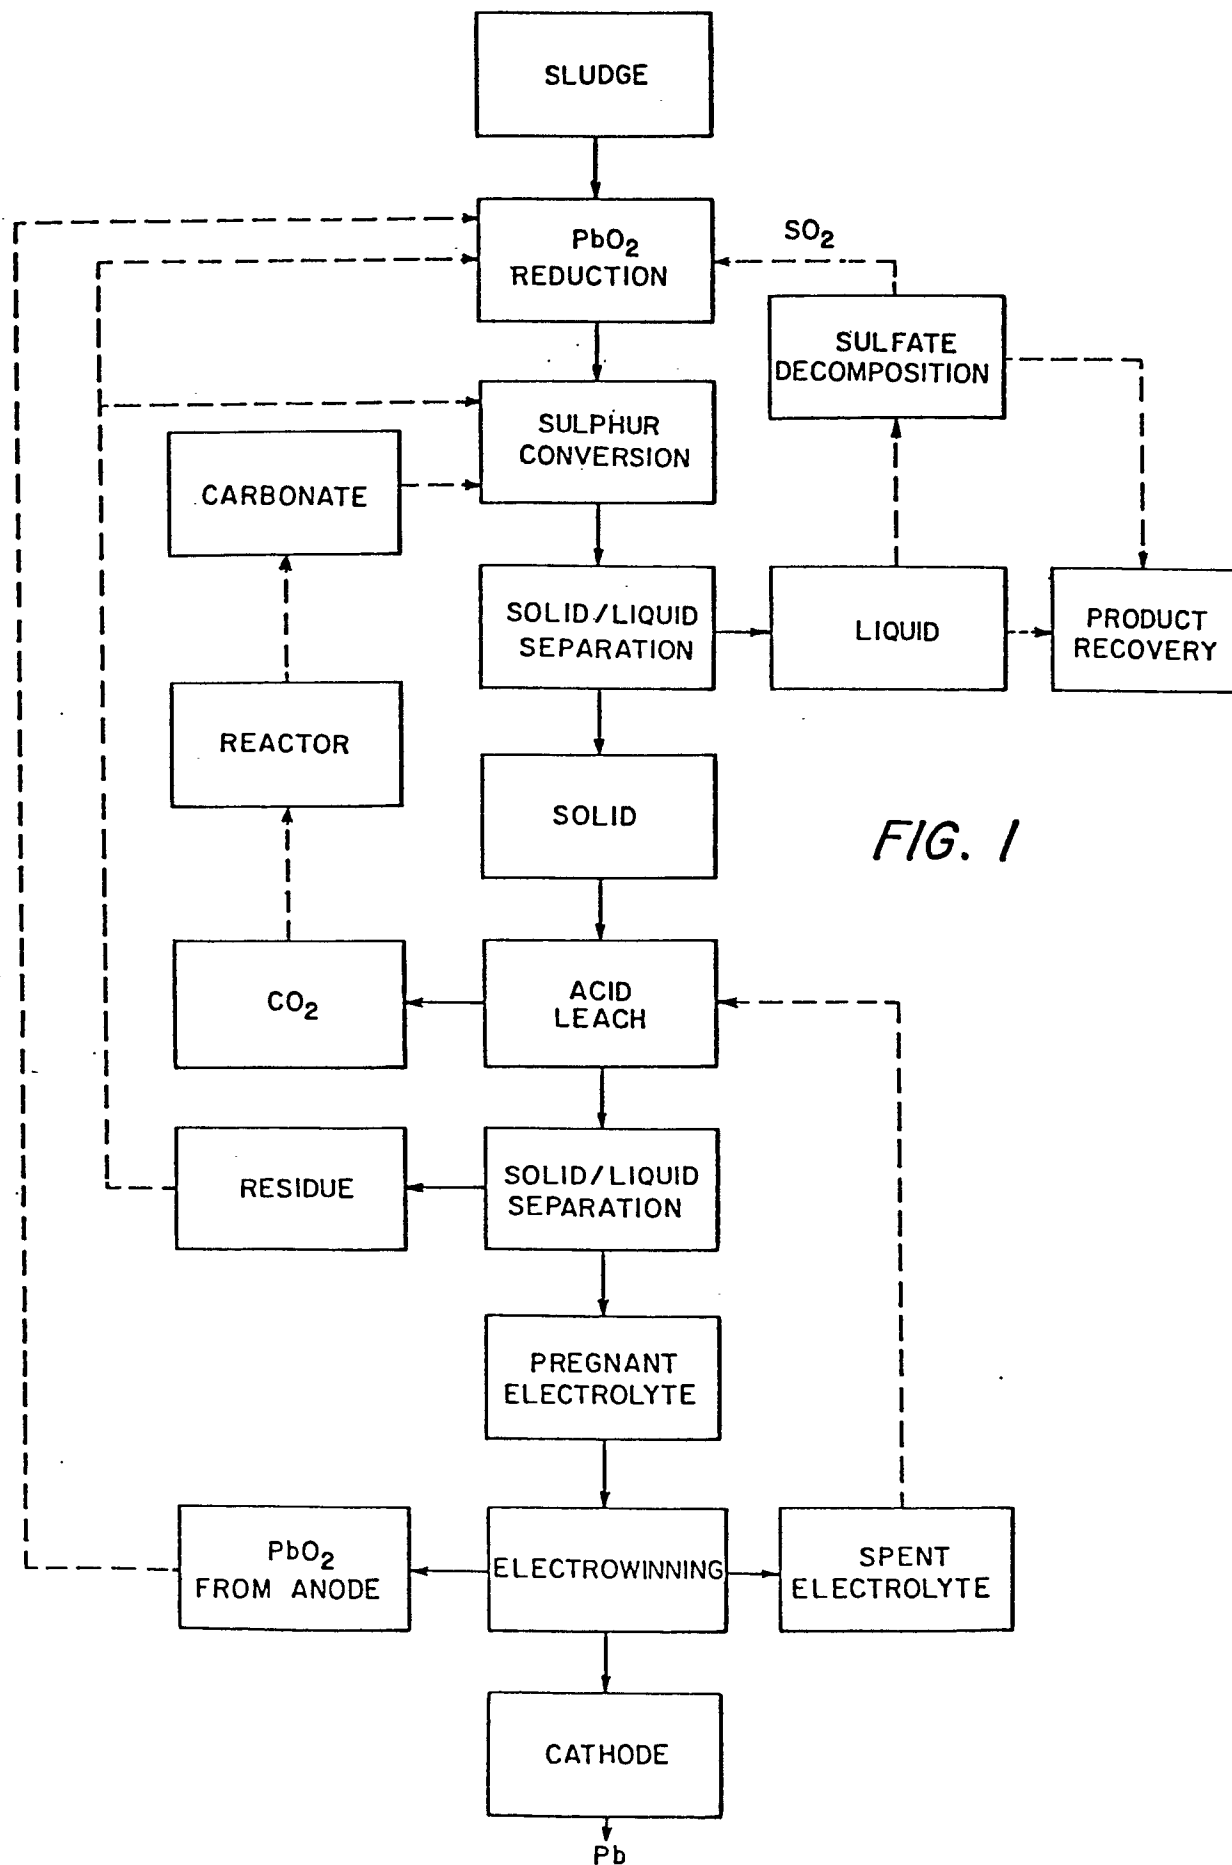 SLUDGE
PbO2
REDUCTION
SO2
SULFATE
DECOMPOSITION
SULPHUR
CONVERSION
CARBONATE
SOLID/LIQUID
SEPARATION
LIQUID
PRODUCT
RECOVERY
REACTOR
SOLID
FIG. 1
CO2
ACID
LEACH
RESIDUE
SOLID/LIQUID
SEPARATION
PREGNANT
ELECTROLYTE
PbO2
FROM ANODE
ELECTROWINNING
SPENT
ELECTROLYTE
CATHODE
Pb